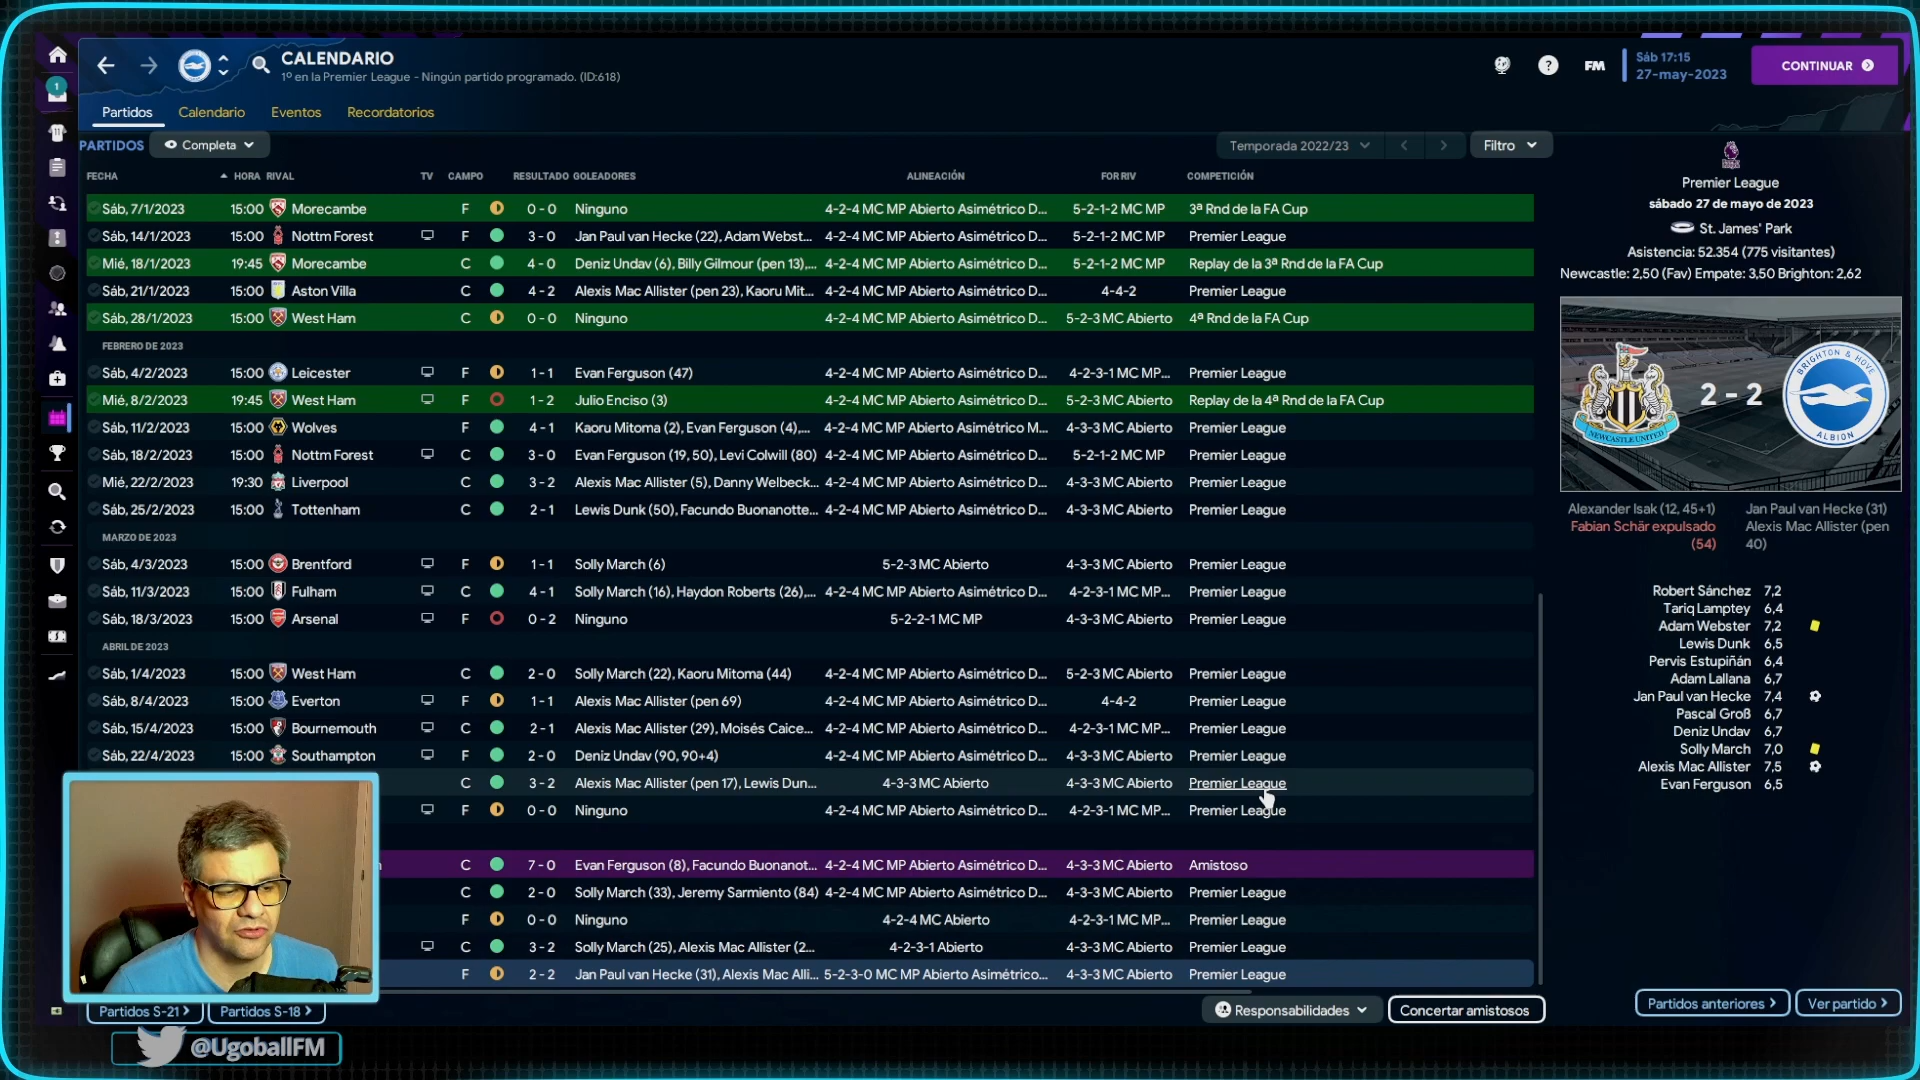 CALENDARIO
1º en la Premier League - Ningún partido programado. (ID:618)
FM
Sáb 17:15
27-may-2023
CONTINUAR
1
Partidos Calendario Eventos Recordatorios
PARTIDOS Completa
Temporada 2022/23 Filtro
FECHA HORA RIVAL TV CAMPO RESULTADO GOLEADORES ALINEACIÓN FOR RIV COMPETICIÓN
Sáb, 7/1/2023 15:00 Morecambe F 0 - 0 Ninguno 4-2-4 MC MP Abierto Asimétrico D... 5-2-1-2 MC MP 3ª Rnd de la FA Cup
Sáb, 14/1/2023 15:00 Nottm Forest F 3 - 0 Jan Paul van Hecke (22), Adam Webst... 4-2-4 MC MP Abierto Asimétrico D... 5-2-1-2 MC MP Premier League
Mié, 18/1/2023 19:45 Morecambe C 4 - 0 Deniz Undav (6), Billy Gilmour (pen 13),... 4-2-4 MC MP Abierto Asimétrico D... 5-2-1-2 MC MP Replay de la 3ª Rnd de la FA Cup
Sáb, 21/1/2023 15:00 Aston Villa C 4 - 2 Alexis Mac Allister (pen 23), Kaoru Mit... 4-2-4 MC MP Abierto Asimétrico D... 4-4-2 Premier League
Sáb, 28/1/2023 15:00 West Ham C 0 - 0 Ninguno 4-2-4 MC MP Abierto Asimétrico D... 5-2-3 MC Abierto 4ª Rnd de la FA Cup
FEBRERO DE 2023
Sáb, 4/2/2023 15:00 Leicester F 1 - 1 Evan Ferguson (47) 4-2-4 MC MP Abierto Asimétrico D... 4-2-3-1 MC MP... Premier League
Mié, 8/2/2023 19:45 West Ham F 1 - 2 Julio Enciso (3) 4-2-4 MC MP Abierto Asimétrico D... 5-2-3 MC Abierto Replay de la 4ª Rnd de la FA Cup
Sáb, 11/2/2023 15:00 Wolves F 4 - 1 Kaoru Mitoma (2), Evan Ferguson (4),... 4-2-4 MC MP Abierto Asimétrico M... 4-3-3 MC Abierto Premier League
Sáb, 18/2/2023 15:00 Nottm Forest C 3 - 0 Evan Ferguson (19, 50), Levi Colwill (80) 4-2-4 MC MP Abierto Asimétrico D... 5-2-1-2 MC MP Premier League
Mié, 22/2/2023 19:30 Liverpool C 3 - 2 Alexis Mac Allister (5), Danny Welbeck... 4-2-4 MC MP Abierto Asimétrico D... 4-3-3 MC Abierto Premier League
Sáb, 25/2/2023 15:00 Tottenham C 2 - 1 Lewis Dunk (50), Facundo Buonanotte... 4-2-4 MC MP Abierto Asimétrico D... 4-3-3 MC Abierto Premier League
MARZO DE 2023
Sáb, 4/3/2023 15:00 Brentford F 1 - 1 Solly March (6) 5-2-3 MC Abierto 4-3-3 MC Abierto Premier League
Sáb, 11/3/2023 15:00 Fulham C 4 - 1 Solly March (16), Haydon Roberts (26),... 4-2-4 MC MP Abierto Asimétrico D... 4-2-3-1 MC MP... Premier League
Sáb, 18/3/2023 15:00 Arsenal F 0 - 2 Ninguno 5-2-2-1 MC MP 4-3-3 MC Abierto Premier League
ABRIL DE 2023
Sáb, 1/4/2023 15:00 West Ham C 2 - 0 Solly March (22), Kaoru Mitoma (44) 4-2-4 MC MP Abierto Asimétrico D... 5-2-3 MC Abierto Premier League
Sáb, 8/4/2023 15:00 Everton F 1 - 1 Alexis Mac Allister (pen 69) 4-2-4 MC MP Abierto Asimétrico D... 4-4-2 Premier League
Sáb, 15/4/2023 15:00 Bournemouth C 2 - 1 Alexis Mac Allister (29), Moisés Caice... 4-2-4 MC MP Abierto Asimétrico D... 4-2-3-1 MC MP... Premier League
Sáb, 22/4/2023 15:00 Southampton F 2 - 0 Deniz Undav (90, 90+4) 4-2-4 MC MP Abierto Asimétrico D... 4-3-3 MC Abierto Premier League
C 3 - 2 Alexis Mac Allister (pen 17), Lewis Dun... 4-3-3 MC Abierto 4-3-3 MC Abierto Premier League
F 0 - 0 Ninguno 4-2-4 MC MP Abierto Asimétrico D... 4-2-3-1 MC MP... Premier League
C 7 - 0 Evan Ferguson (8), Facundo Buonanot... 4-2-4 MC MP Abierto Asimétrico D... 4-3-3 MC Abierto Amistoso
C 2 - 0 Solly March (33), Jeremy Sarmiento (84) 4-2-4 MC MP Abierto Asimétrico D... 4-3-3 MC Abierto Premier League
F 0 - 0 Ninguno 4-2-4 MC Abierto 4-2-3-1 MC MP... Premier League
C 3 - 2 Solly March (25), Alexis Mac Allister (2... 4-2-3-1 Abierto 4-3-3 MC Abierto Premier League
F 2 - 2 Jan Paul van Hecke (31), Alexis Mac Alli... 5-2-3-0 MC MP Abierto Asimétrico... 4-3-3 MC Abierto Premier League
Partidos S-21 Partidos S-18 Responsabilidades Concertar amistosos
@UgoballFM
Premier League
sábado 27 de mayo de 2023
St. James' Park
Asistencia: 52.354 (775 visitantes)
Newcastle: 2,50 (Fav) Empate: 3,50 Brighton: 2,62
NEWCASTLE UNITED
2 - 2
BRIGHTON & HOVE
ALBION
Alexander Isak (12, 45+1)
Fabian Schär expulsado
(54)
Jan Paul van Hecke (31)
Alexis Mac Allister (pen
40)
Robert Sánchez 7,2
Tariq Lamptey 6,4
Adam Webster 7,2
Lewis Dunk 6,5
Pervis Estupiñán 6,4
Adam Lallana 6,7
Jan Paul van Hecke 7,4
Pascal Groß 6,7
Deniz Undav 6,7
Solly March 7,0
Alexis Mac Allister 7,5
Evan Ferguson 6,5
Partidos anteriores Ver partido